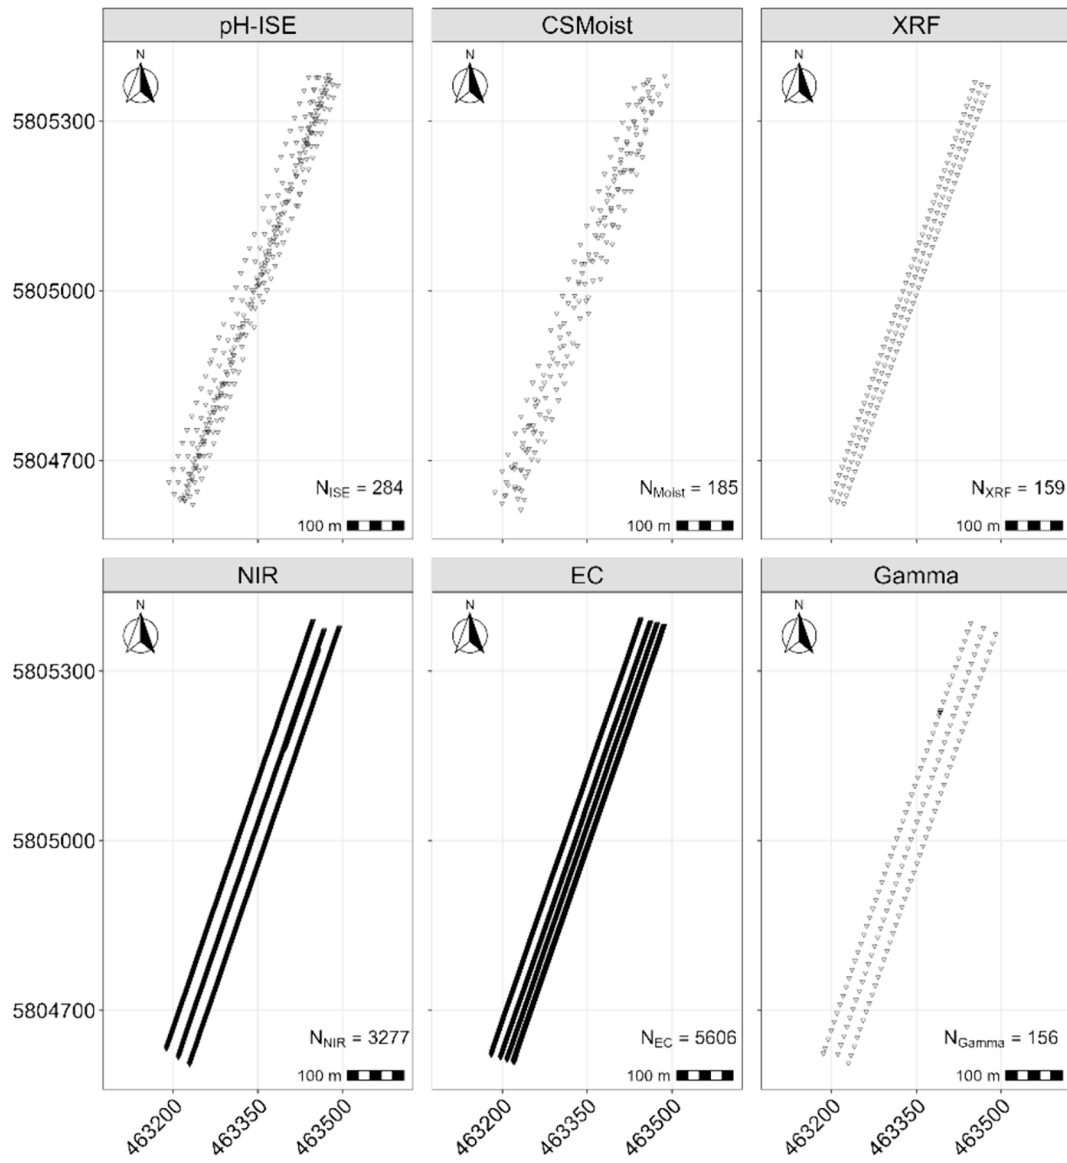 pH-ISE CSMoist XRF
N N N
5805300
5805000
5804700
N_ISE = 284 N_Moist = 185 N_XRF = 159
100 m 100 m 100 m
NIR EC Gamma
N N N
5805300
5805000
5804700
N_NIR = 3277 N_EC = 5606 N_Gamma = 156
100 m 100 m 100 m
463200 463350 463500 463200 463350 463500 463200 463350 463500